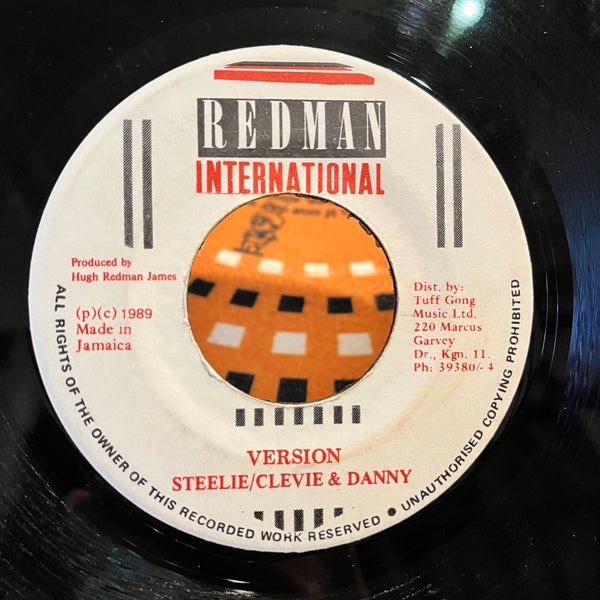 REDMAN
INTERNATIONAL
Produced by
Hugh Redman James
(p)(c) 1989
Made in
Jamaica
Dist. by:
Tuff Gong
Music Ltd.
220 Marcus
Garvey
Dr., Kgn. 11.
Ph: 39380/-4
VERSION
STEELIE/CLEVIE & DANNY
ALL RIGHTS OF THE OWNER OF THIS RECORDED WORK RESERVED ● UNAUTHORISED COPYING PROHIBITED